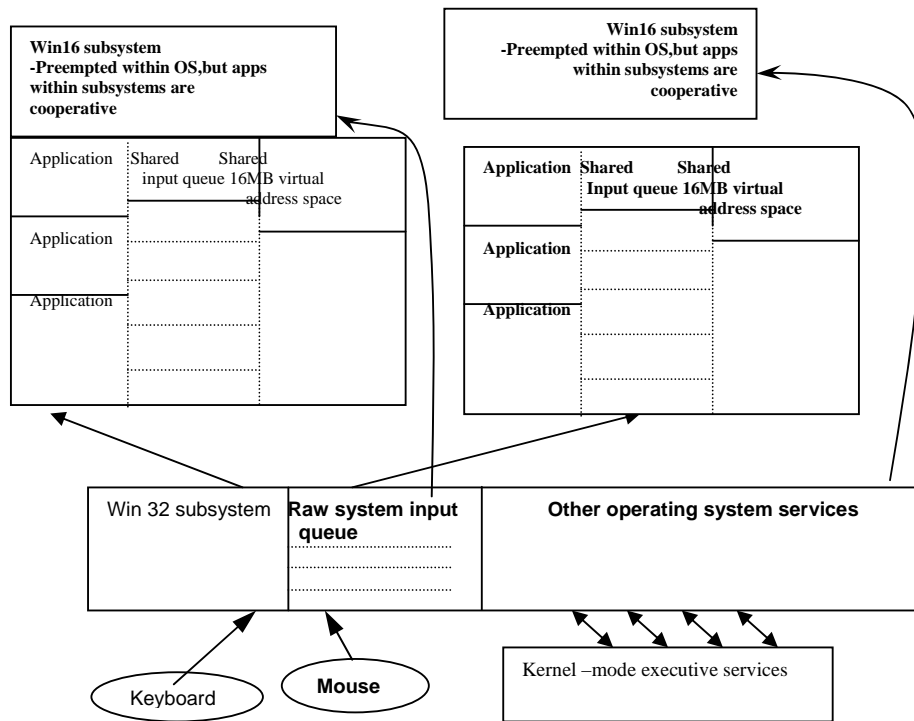 Win16 subsystem
-Preempted within OS,but apps
within subsystems are
cooperative
Win16 subsystem
-Preempted within OS,but apps
within subsystems are
cooperative
Application Shared Shared
input queue 16MB virtual
address space
Application
Application
Application Shared Shared
Input queue 16MB virtual
address space
Application
Application
Win 32 subsystem
Raw system input
queue
Other operating system services
Keyboard
Mouse
Kernel –mode executive services